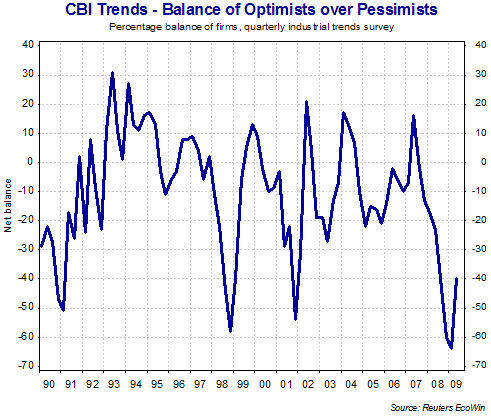 CBI Trends - Balance of Optimists over Pessimists
Percentage balance of firms, quarterly industrial trends survey
40 40
30 30
20 20
10 10
0 0
-10 -10
-20 -20
-30 -30
-40 -40
-50 -50
-60 -60
-70 -70
Net balance
90 91 92 93 94 95 96 97 98 99 00 01 02 03 04 05 06 07 08 09
Source: Reuters EcoWin